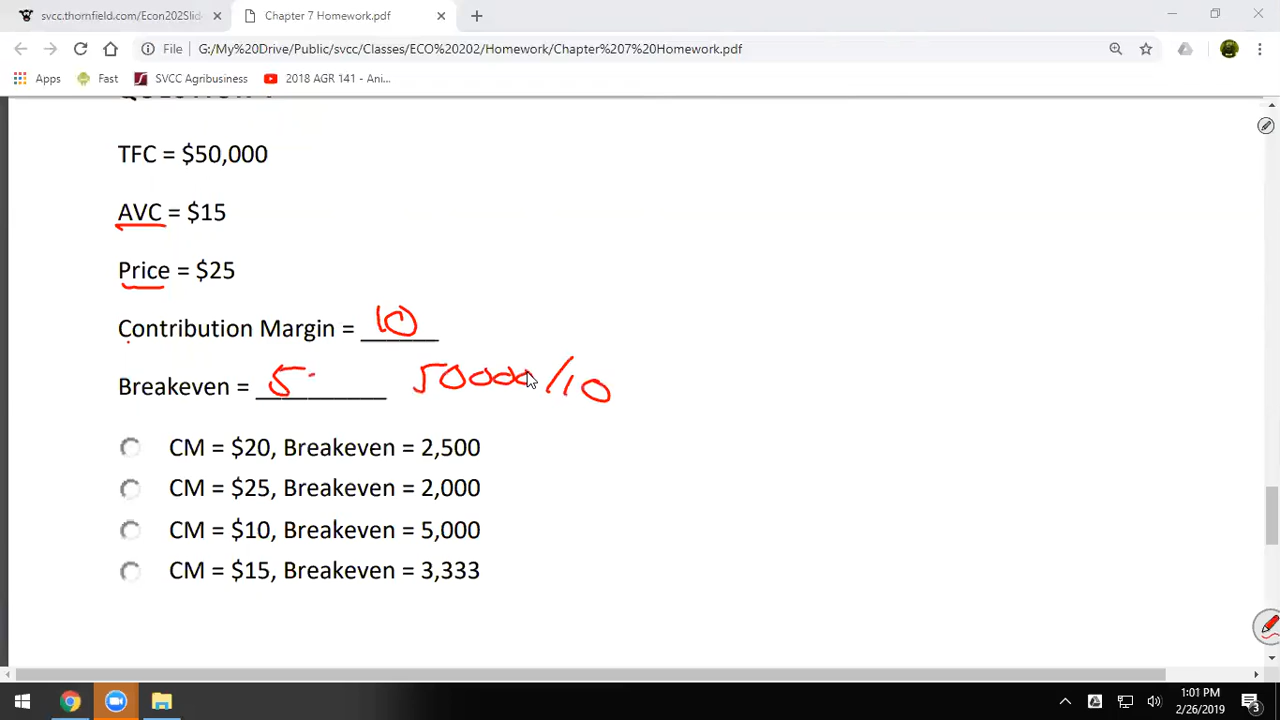 svcc.thornfield.com/Econ202Slid
Chapter 7 Homework.pdf
File
G:/My%20Drive/Public/svcc/Classes/ECO%20202/Homework/Chapter%207%20Homework.pdf
Apps
Fast
SVCC Agribusiness
2018 AGR 141 - Ani...
TFC = $50,000
AVC = $15
Price = $25
Contribution Margin = 10
Breakeven = 5 50000/10
CM = $20, Breakeven = 2,500
CM = $25, Breakeven = 2,000
CM = $10, Breakeven = 5,000
CM = $15, Breakeven = 3,333
1:01 PM
2/26/2019
3